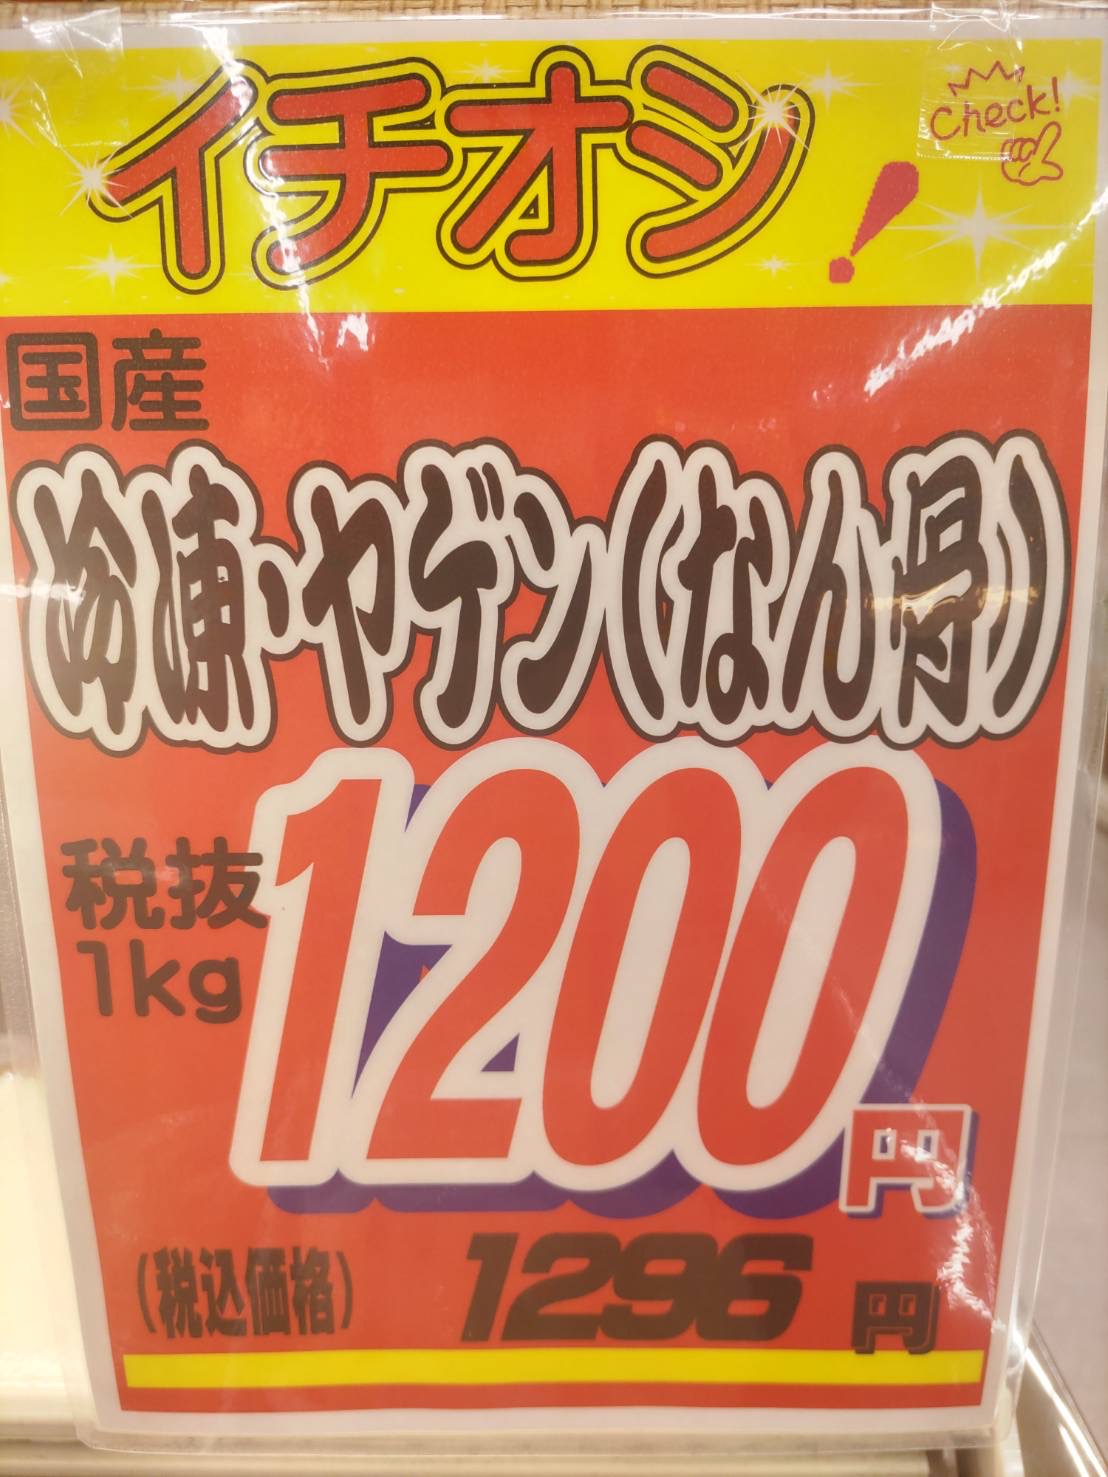 イチオシ!
Check!
国産
冷凍・ヤゲン(なん骨)
税抜
1kg
1200円
(税込価格) 1296円